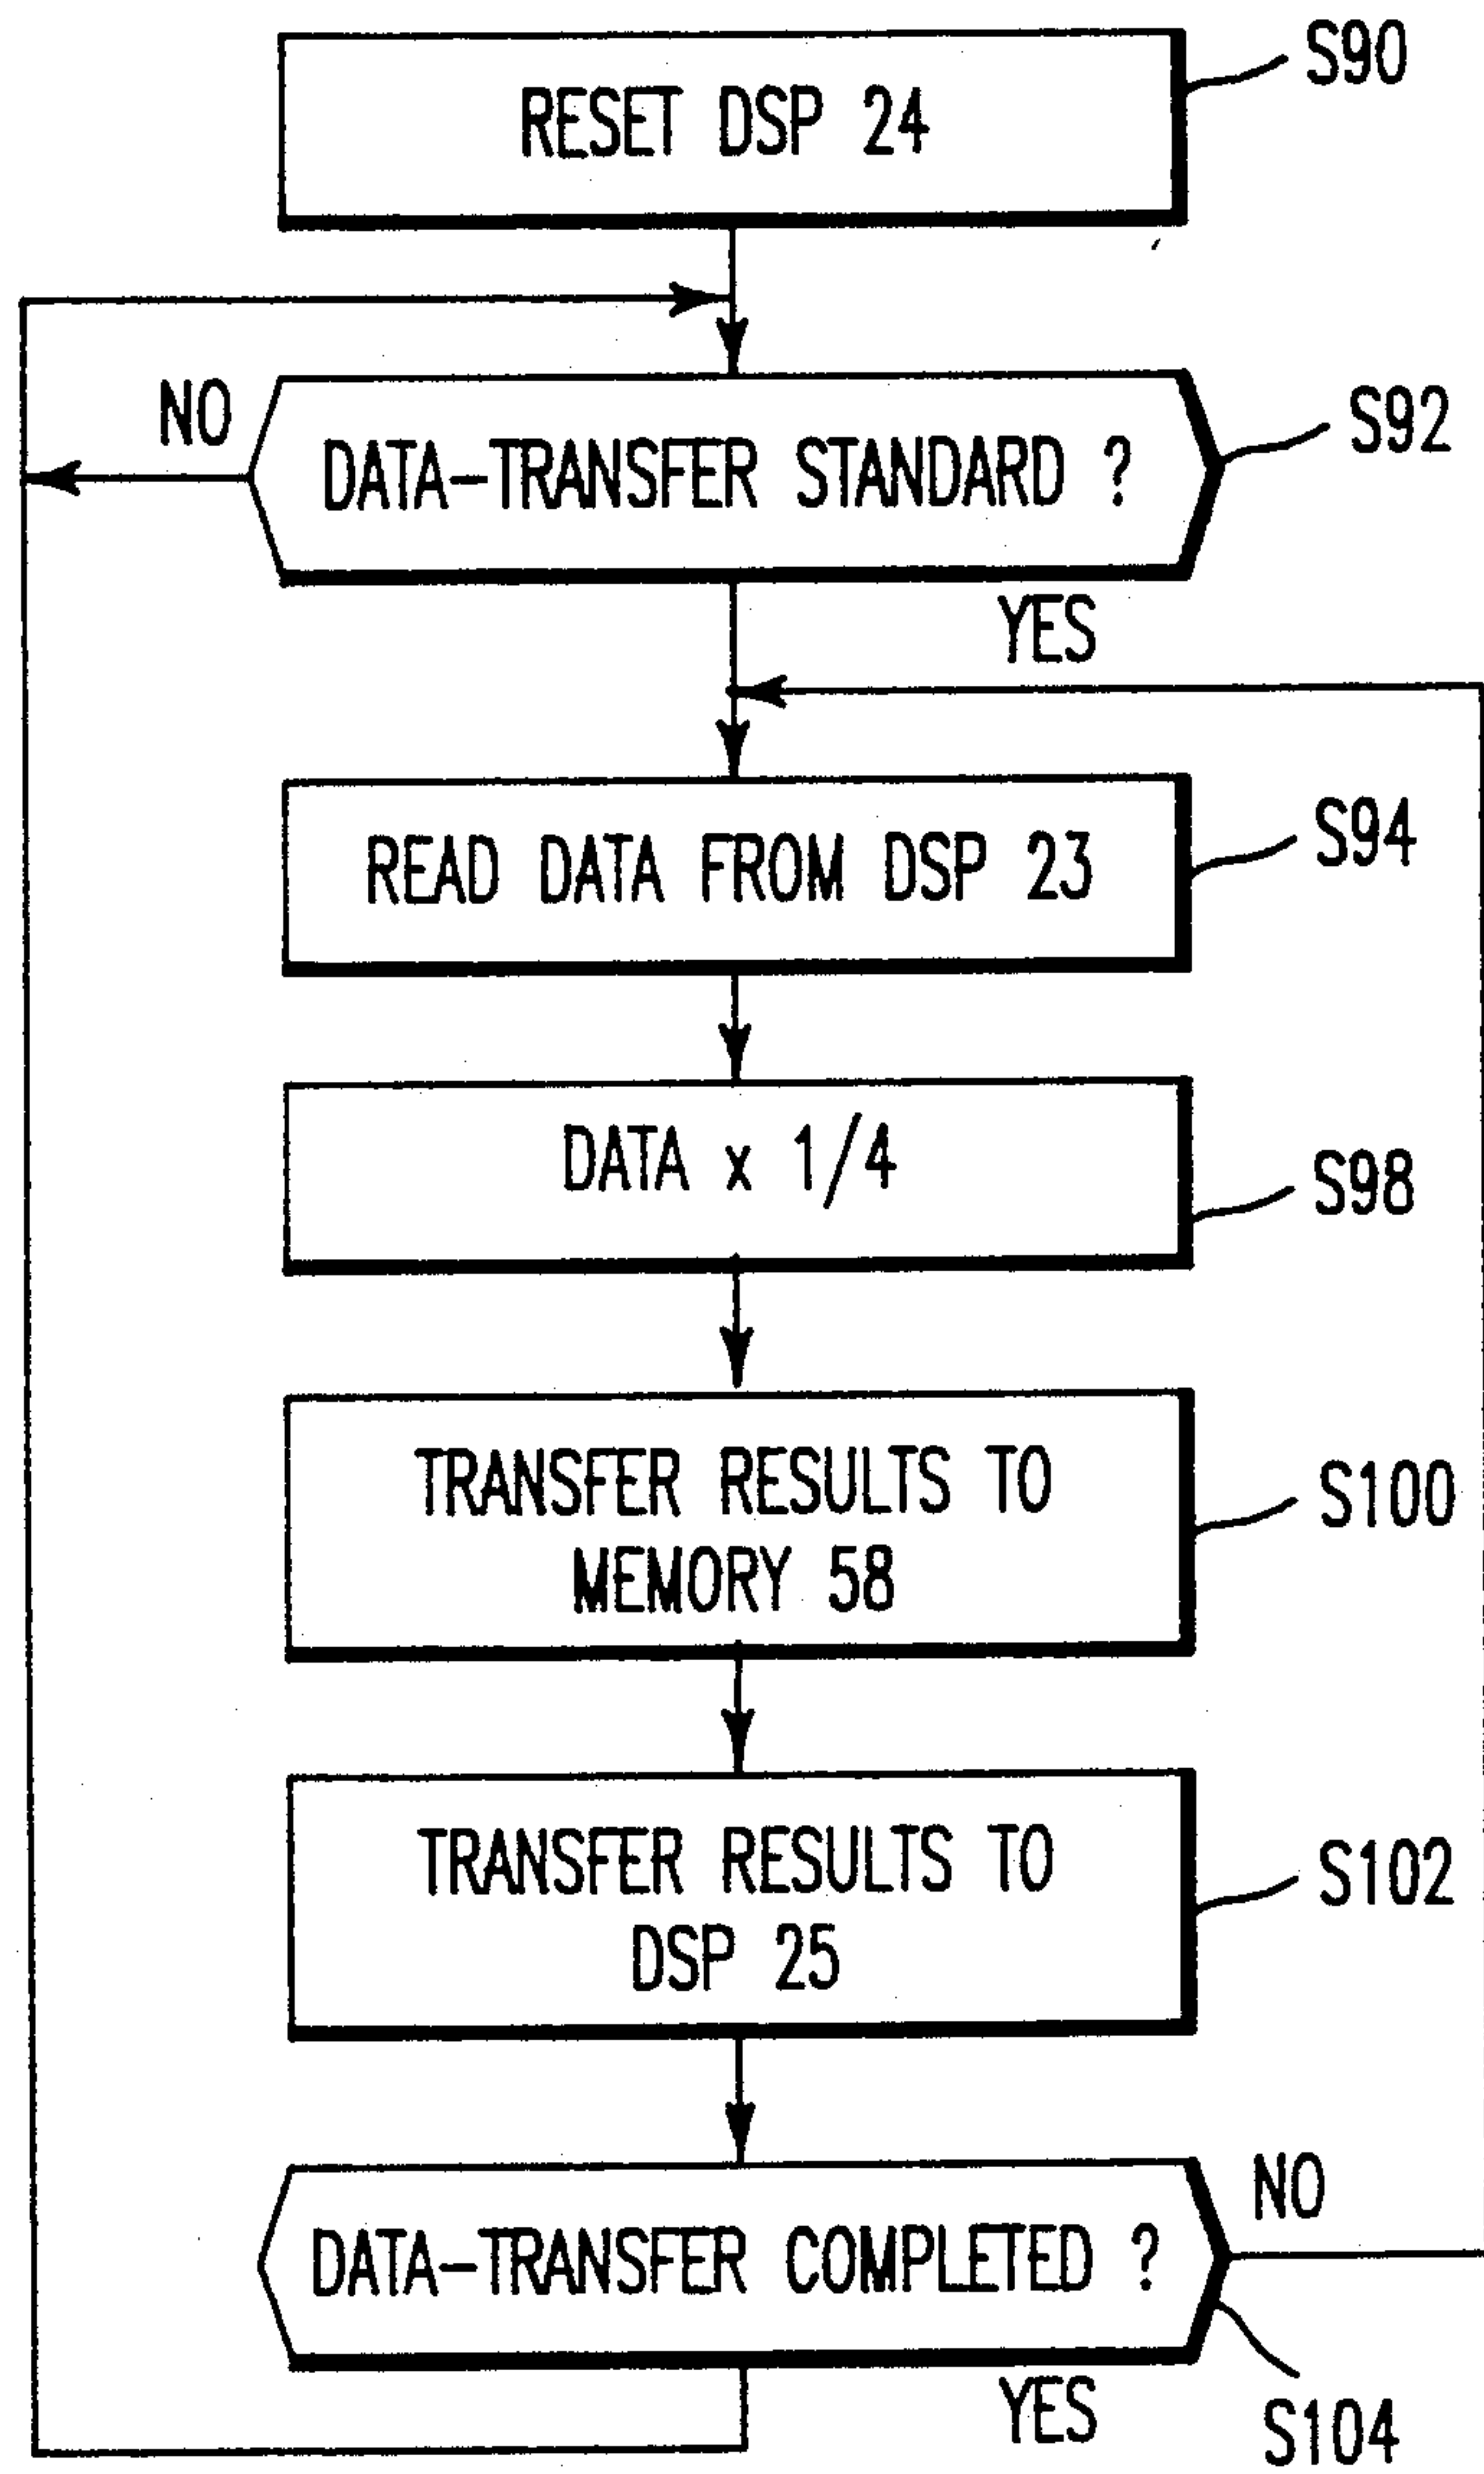 RESET DSP 24
S90
NO
DATA-TRANSFER STANDARD ?
S92
YES
READ DATA FROM DSP 23
S94
DATA x 1/4
S98
TRANSFER RESULTS TO
MEMORY 58
S100
TRANSFER RESULTS TO
DSP 25
S102
DATA-TRANSFER COMPLETED ?
NO
YES
S104